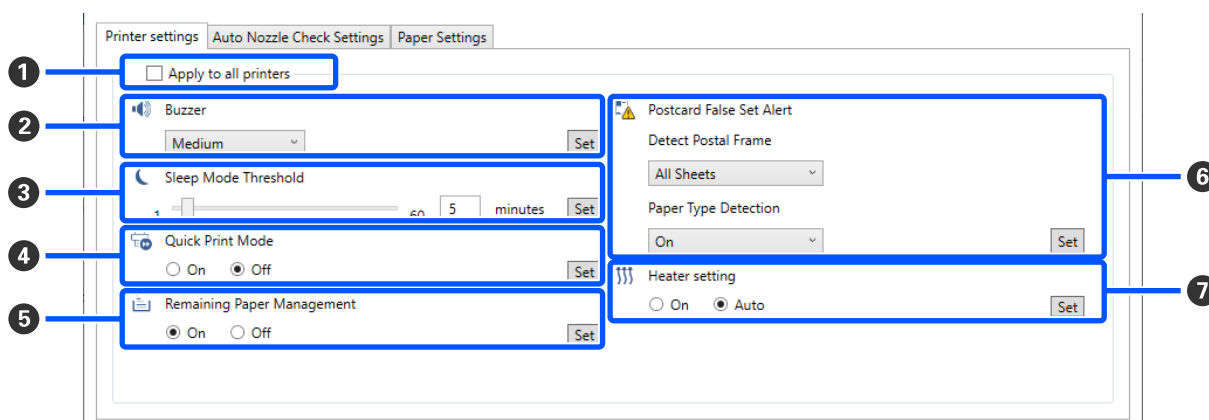 Printer settings Auto Nozzle Check Settings Paper Settings
1 Apply to all printers
2 Buzzer
Medium Set
3 Sleep Mode Threshold
1 60 5 minutes Set
4 Quick Print Mode
On Off Set
5 Remaining Paper Management
On Off Set
Postcard False Set Alert
Detect Postal Frame
All Sheets 6
Paper Type Detection
On Set
Heater setting 7
On Auto Set